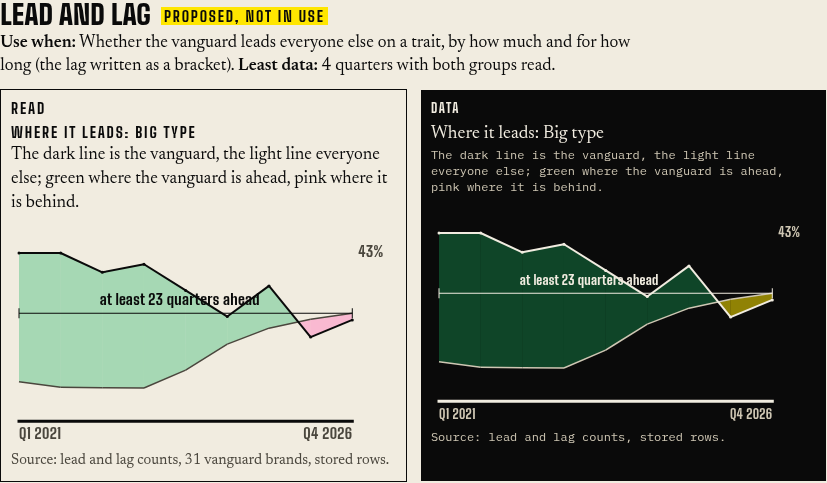 LEAD AND LAG PROPOSED, NOT IN USE
Use when: Whether the vanguard leads everyone else on a trait, by how much and for how
long (the lag written as a bracket). Least data: 4 quarters with both groups read.
READ
WHERE IT LEADS: BIG TYPE
The dark line is the vanguard, the light line everyone
else; green where the vanguard is ahead, pink where it
is behind.
43%
at least 23 quarters ahead
Q1 2021 Q4 2026
Source: lead and lag counts, 31 vanguard brands, stored rows.
DATA
Where it leads: Big type
The dark line is the vanguard, the light line
everyone else; green where the vanguard is ahead,
pink where it is behind.
43%
at least 23 quarters ahead
Q1 2021 Q4 2026
Source: lead and lag counts, stored rows.